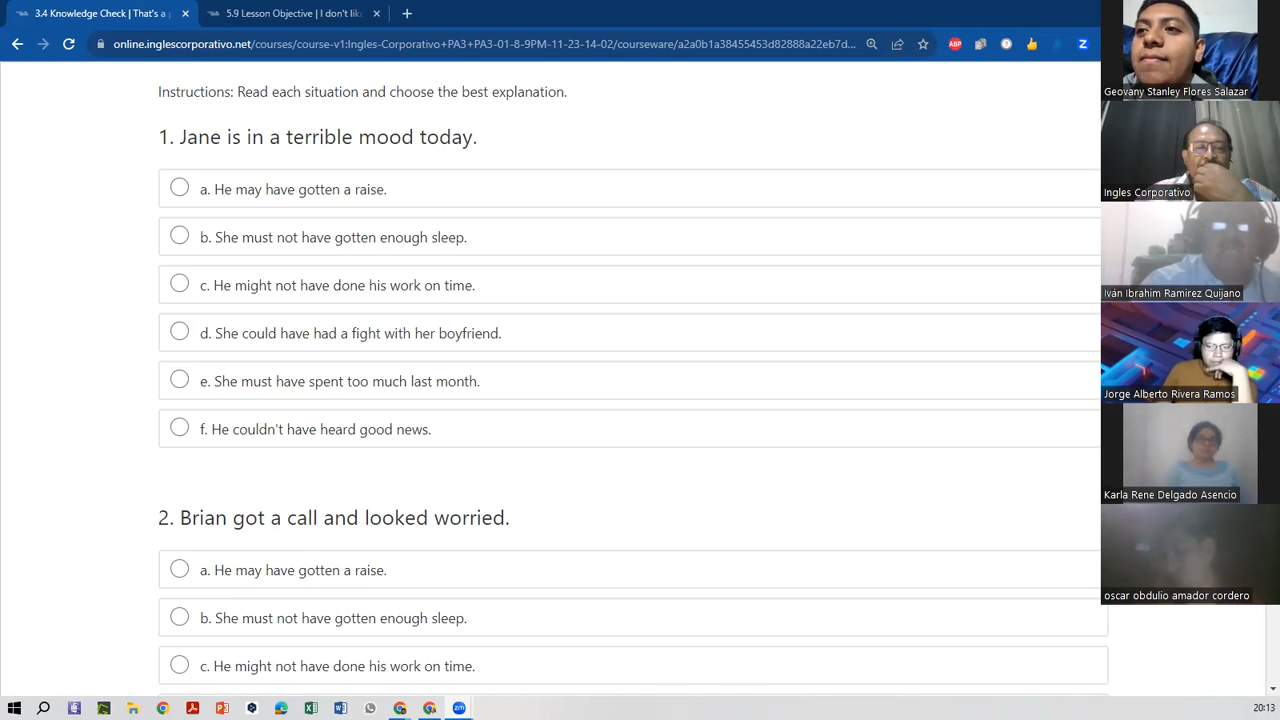 3.4 Knowledge Check | That's a
5.9 Lesson Objective | I don't lik
online.inglescorporativo.net/courses/course-v1:Ingles-Corporativo+PA3+PA3-01-8-9PM-11-23-14-02/courseware/a2a0b1a38455453d82888a22eb7d...
ABP
Z
Instructions: Read each situation and choose the best explanation.
1. Jane is in a terrible mood today.
a. He may have gotten a raise.
b. She must not have gotten enough sleep.
c. He might not have done his work on time.
d. She could have had a fight with her boyfriend.
e. She must have spent too much last month.
f. He couldn't have heard good news.
2. Brian got a call and looked worried.
a. He may have gotten a raise.
b. She must not have gotten enough sleep.
c. He might not have done his work on time.
Geovany Stanley Flores Salazar
Ingles Corporativo
Iván Ibrahim Ramirez Quijano
Jorge Alberto Rivera Ramos
Karla Rene Delgado Asencio
oscar obdulio amador cordero
20:13